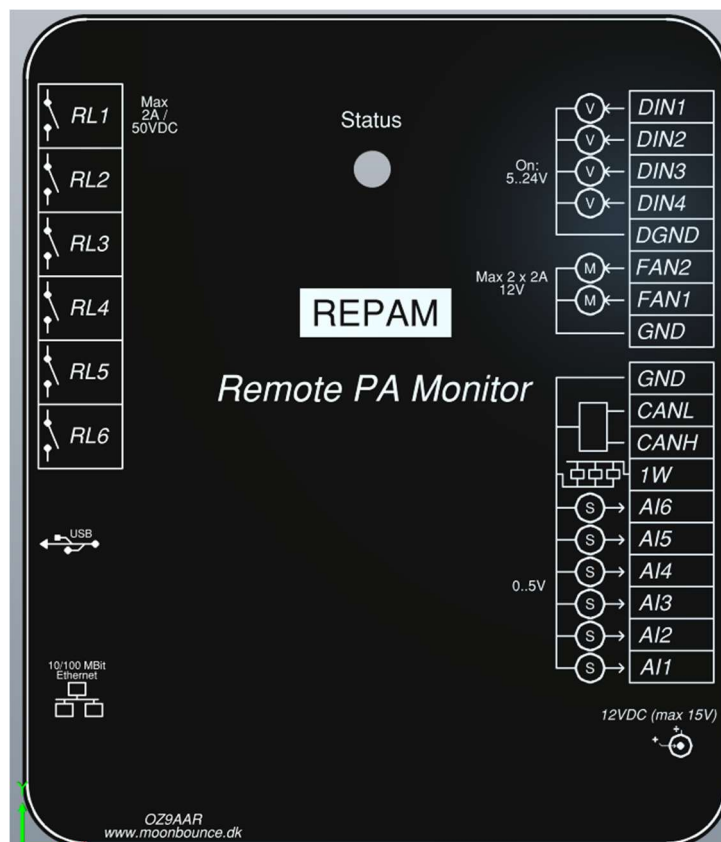 RL1
Max
2A /
50VDC
RL2
RL3
RL4
RL5
RL6
USB
10/100 MBit
Ethernet
Status
REPAM
Remote PA Monitor
On:
5..24V
V
DIN1
V
DIN2
V
DIN3
V
DIN4
DGND
Max 2 x 2A
12V
M
FAN2
M
FAN1
GND
GND
CANL
CANH
1W
0..5V
S
AI6
S
AI5
S
AI4
S
AI3
S
AI2
S
AI1
12VDC (max 15V)
+
+
Y
OZ9AAR
www.moonbounce.dk